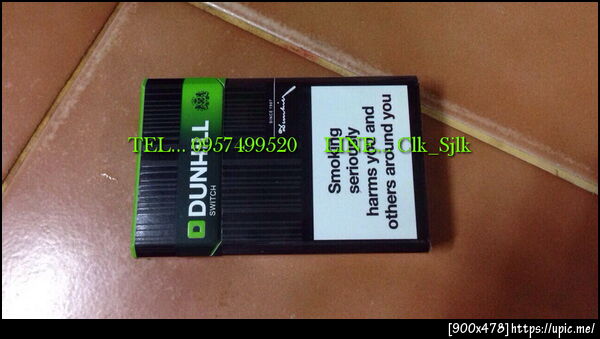 TEL... 0957499520 LINE... Clk_Sjlk
DUNHILL
SWITCH
SINCE 1907
Smoking
seriously
harms you and
others around you
[900x478]https://upic.me/